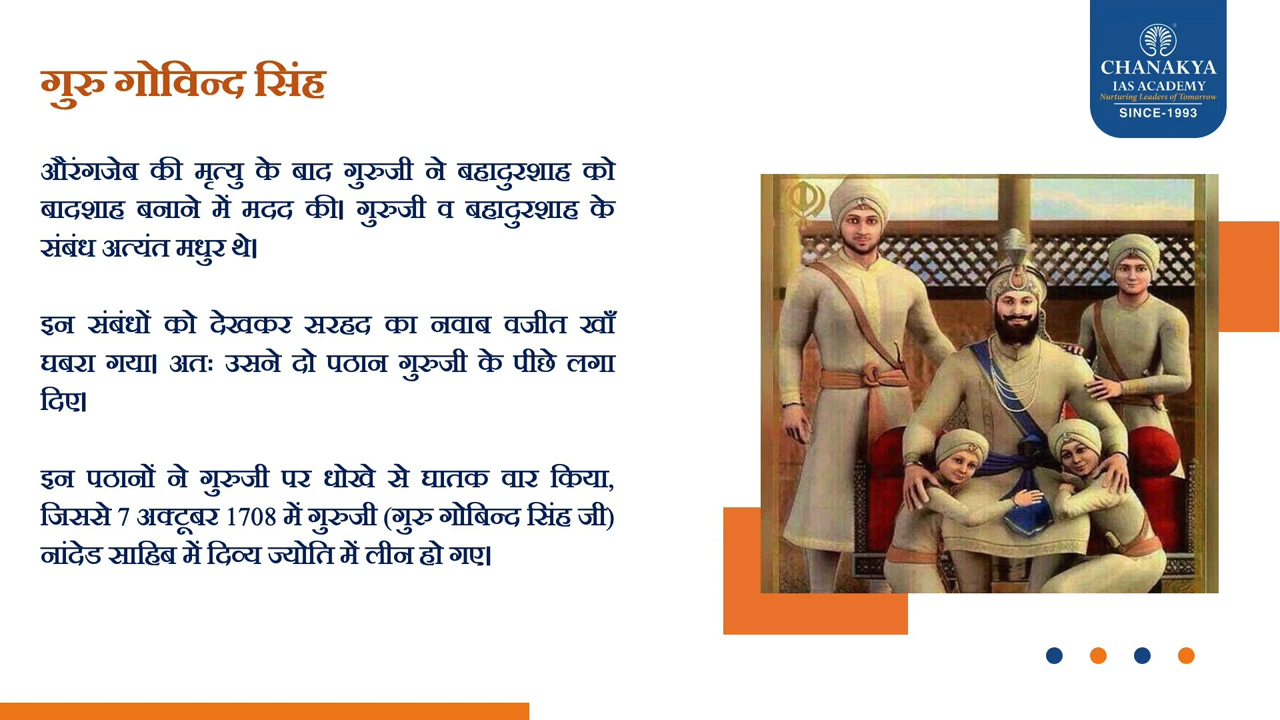 गुरु गोविन्द सिंह
औरंगजेब की मृत्यु के बाद गुरुजी ने बहादुरशाह को
बादशाह बनाने में मदद की। गुरुजी व बहादुरशाह के
संबंध अत्यंत मधुर थे।
इन संबंधों को देखकर सरहद का नवाब वजीत खाँ
घबरा गया। अतः उसने दो पठान गुरुजी के पीछे लगा
दिए।
इन पठानों ने गुरुजी पर धोखे से घातक वार किया,
जिससे 7 अक्टूबर 1708 में गुरुजी (गुरु गोबिन्द सिंह जी)
नांदेड साहिब में दिव्य ज्योति में लीन हो गए।
CHANAKYA
IAS ACADEMY
Nurturing Leaders of Tomorrow
SINCE-1993